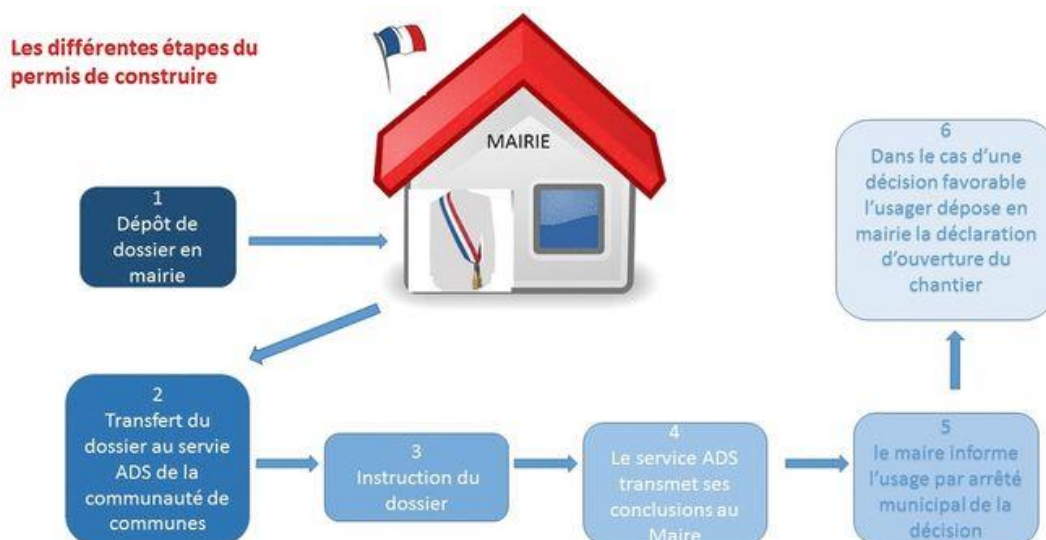 Les différentes étapes du
permis de construire
MAIRIE
1
Dépôt de
dossier en
mairie
2
Transfert du
dossier au servie
ADS de la
communauté de
communes
3
Instruction du
dossier
4
Le service ADS
transmet ses
conclusions au
Maire
5
le maire informe
l'usage par arrêté
municipal de la
décision
6
Dans le cas d'une
décision favorable
l'usager dépose en
mairie la déclaration
d'ouverture du
chantier